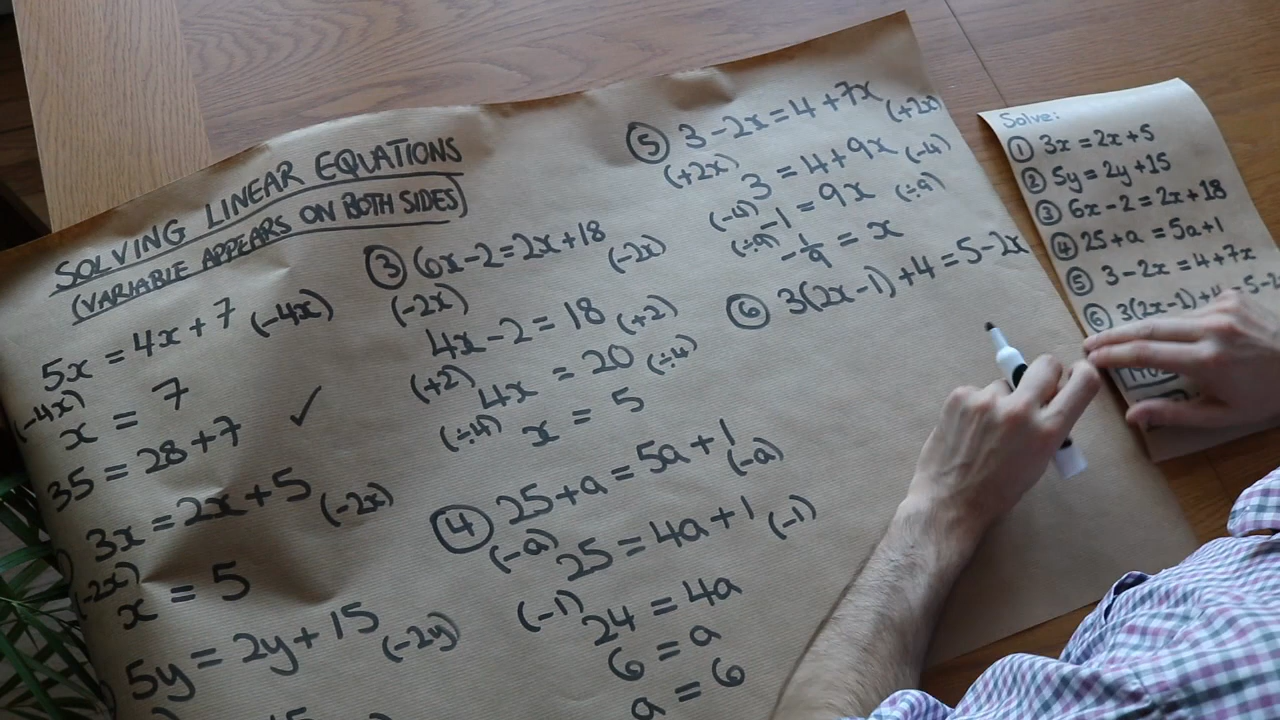 SOLVING LINEAR EQUATIONS
(VARIABLE APPEARS ON BOTH SIDES)
5x = 4x + 7 (-4x)
(-4x)
x = 7
35 = 28 + 7 ✓
3x = 2x + 5 (-2x)
(-2x)
x = 5
5y = 2y + 15 (-2y)
③ 6x - 2 = 2x + 18 (-2x)
(-2x)
4x - 2 = 18 (+2)
(+2) 4x = 20 (÷4)
(÷4) x = 5
④ 25 + a = 5a + 1 (-a)
(-a) 25 = 4a + 1 (-1)
(-1) 24 = 4a
6 = a
a = 6
⑤ 3 - 2x = 4 + 7x (+2x)
(+2x) 3 = 4 + 9x (-4)
(-4) -1 = 9x (÷9)
(÷9) -1/9 = x
⑥ 3(2x - 1) + 4 = 5 - 2x
Solve:
① 3x = 2x + 5
② 5y = 2y + 15
③ 6x - 2 = 2x + 18
④ 25 + a = 5a + 1
⑤ 3 - 2x = 4 + 7x
⑥ 3(2x - 1) + 4 = 5 - 2